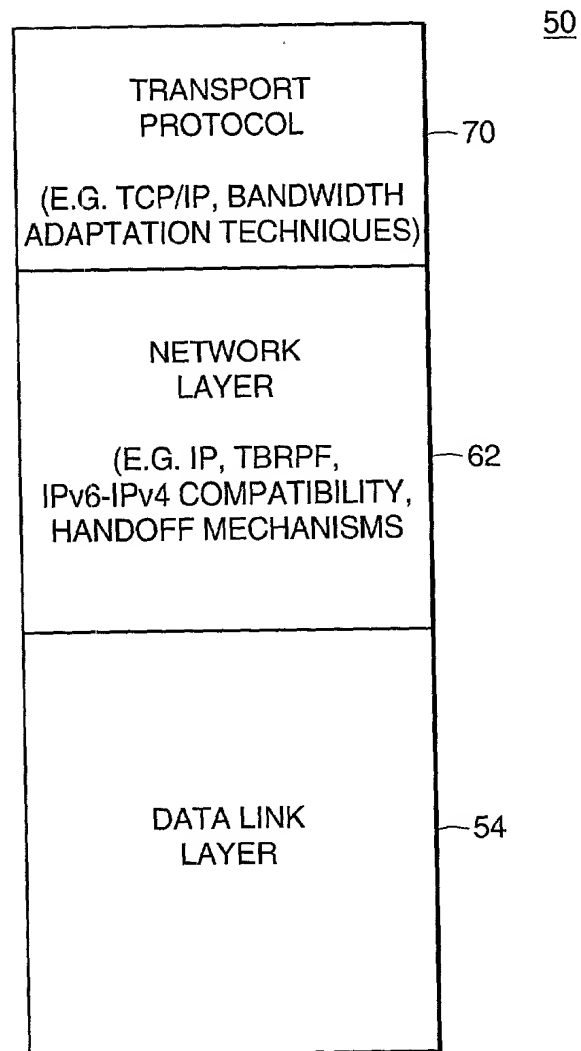 50
TRANSPORT
PROTOCOL
70
(E.G. TCP/IP, BANDWIDTH
ADAPTATION TECHNIQUES)
NETWORK
LAYER
(E.G. IP, TBRPF,
62
IPv6-IPv4 COMPATIBILITY,
HANDOFF MECHANISMS
DATA LINK
54
LAYER